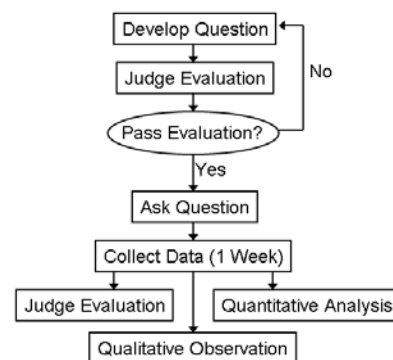 Develop Question
No
Judge Evaluation
Pass Evaluation?
Yes
Ask Question
Collect Data (1 Week)
Judge Evaluation
Quantitative Analysis
Qualitative Observation